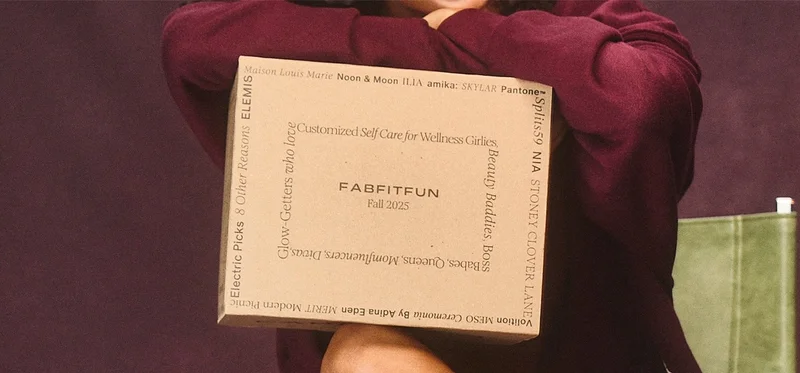 Maison Louis Marie Noon & Moon ILIA amika: SKYLAR Pantone™
Splits59 NIA STONEY CLOVER LANE
Volition MESO Ceremonia By Adina Eden MERIT Modern Picnic
Electric Picks 8 Other Reasons ELEMIS
Customized Self Care for Wellness Girlies,
Beauty Baddies, Boss
Babes, Queens, Momfluencers, Divas
Glow-Getters who love
FABFITFUN
Fall 2025